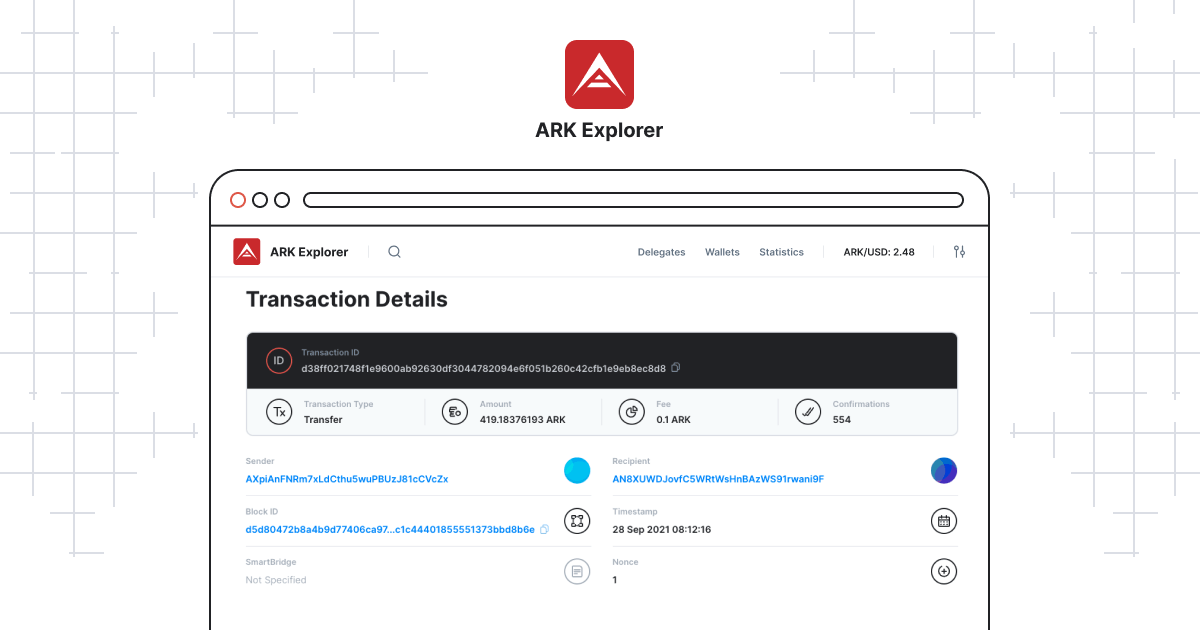 ARK Explorer
ARK Explorer
Delegates
Wallets
Statistics
ARK/USD: 2.48
Transaction Details
ID
Transaction ID
d38ff021748f1e9600ab92630df3044782094e6f051b260c42cfb1e9eb8ec8d8
Tx
Transaction Type
Transfer
Amount
419.18376193 ARK
Fee
0.1 ARK
Confirmations
554
Sender
AXpiAnFNRm7xLdCthu5wuPBUzJ81cCVcZx
Recipient
AN8XUWDJovfC5WRtWsHnBAzWS91rwani9F
Block ID
d5d80472b8a4b9d77406ca97...c1c44401855551373bbd8b6e
Timestamp
28 Sep 2021 08:12:16
SmartBridge
Not Specified
Nonce
1